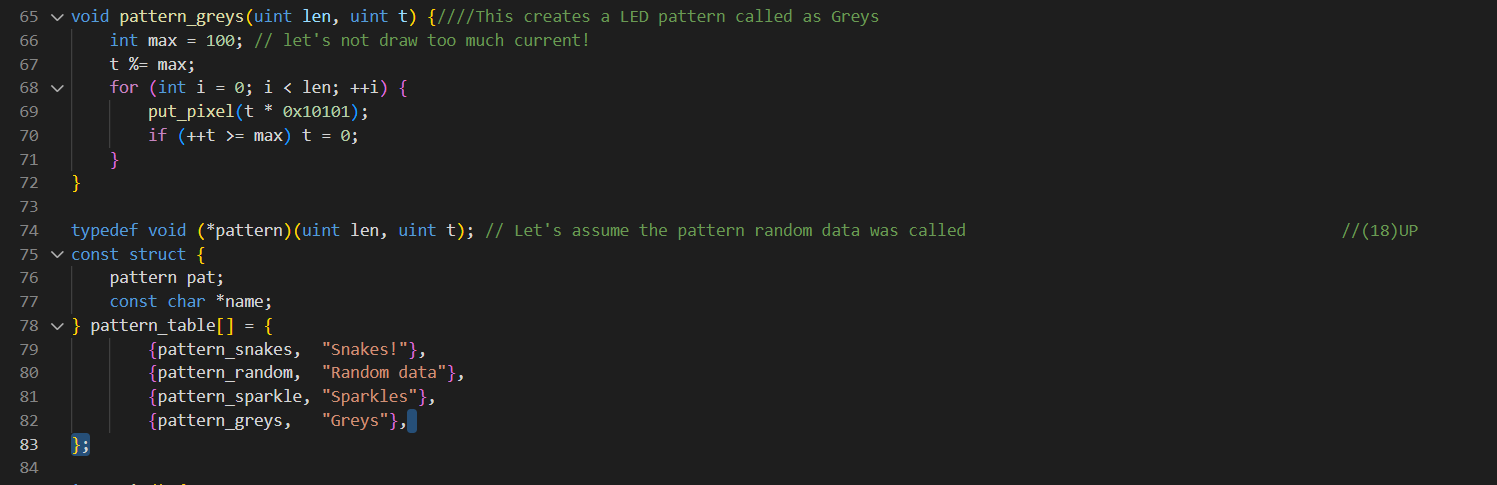 65 void pattern_greys(uint len, uint t) {////This creates a LED pattern called as Greys
66 int max = 100; // let's not draw too much current!
67 t %= max;
68 for (int i = 0; i < len; ++i) {
69 put_pixel(t * 0x10101);
70 if (++t >= max) t = 0;
71 }
72 }
73
74 typedef void (*pattern)(uint len, uint t); // Let's assume the pattern random data was called //(18)UP
75 const struct {
76 pattern pat;
77 const char *name;
78 } pattern_table[] = {
79 {pattern_snakes, "Snakes!"},
80 {pattern_random, "Random data"},
81 {pattern_sparkle, "Sparkles"},
82 {pattern_greys, "Greys"},
83 };
84